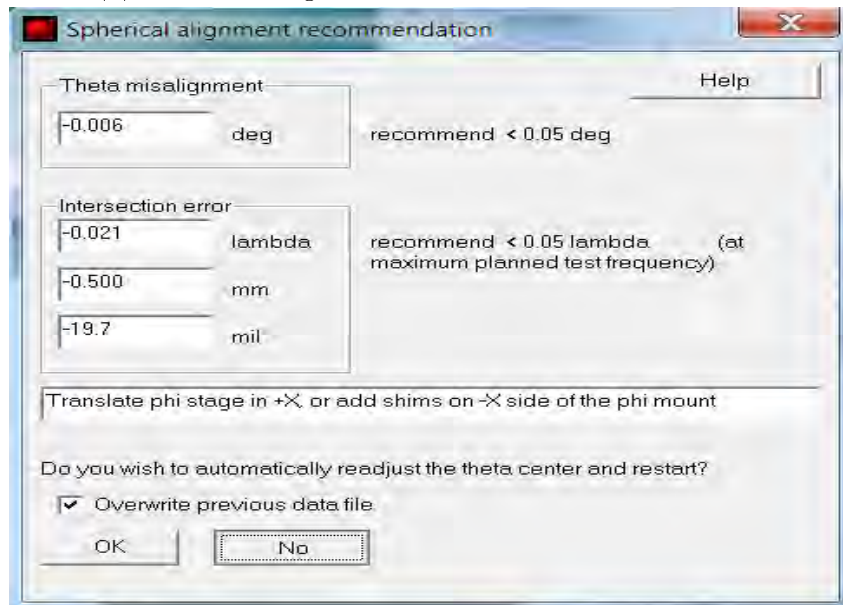 Spherical alignment recommendation
Help
Theta misalignment
-0.006 deg recommend < 0.05 deg
Intersection error
-0.021 lambda recommend < 0.05 lambda (at
maximum planned test frequency)
-0.500 mm
-19.7 mil
Translate phi stage in +X, or add shims on -X side of the phi mount
Do you wish to automatically readjust the theta center and restart?
Overwrite previous data file
OK No